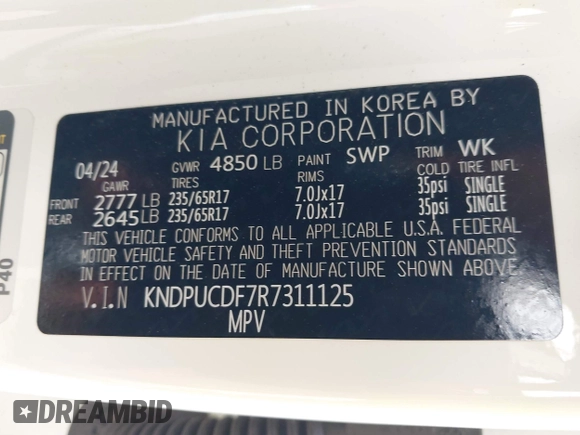 MANUFACTURED IN KOREA BY
KIA CORPORATION
04/24 GVWR 4850 LB PAINT SWP TRIM WK
GAWR TIRES RIMS COLD TIRE INFL
FRONT 2777 LB 235/65R17 7.0Jx17 35psi SINGLE
REAR 2645 LB 235/65R17 7.0Jx17 35psi SINGLE
THIS VEHICLE CONFORMS TO ALL APPLICABLE U.S.A. FEDERAL
MOTOR VEHICLE SAFETY AND THEFT PREVENTION STANDARDS
IN EFFECT ON THE DATE OF MANUFACTURE SHOWN ABOVE.
V.I.N KNDPUCDF7R7311125
MPV
P40
DREAMBID